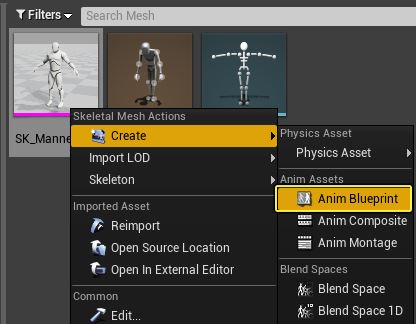 Filters
Search Mesh
SK_Manne
Skeletal Mesh Actions
Create
Import LOD
Skeleton
Imported Asset
Reimport
Open Source Location
Open In External Editor
Common
Edit...
Physics Asset
Physics Asset
Anim Assets
Anim Blueprint
Anim Composite
Anim Montage
Blend Spaces
Blend Space
1D
Blend Space 1D